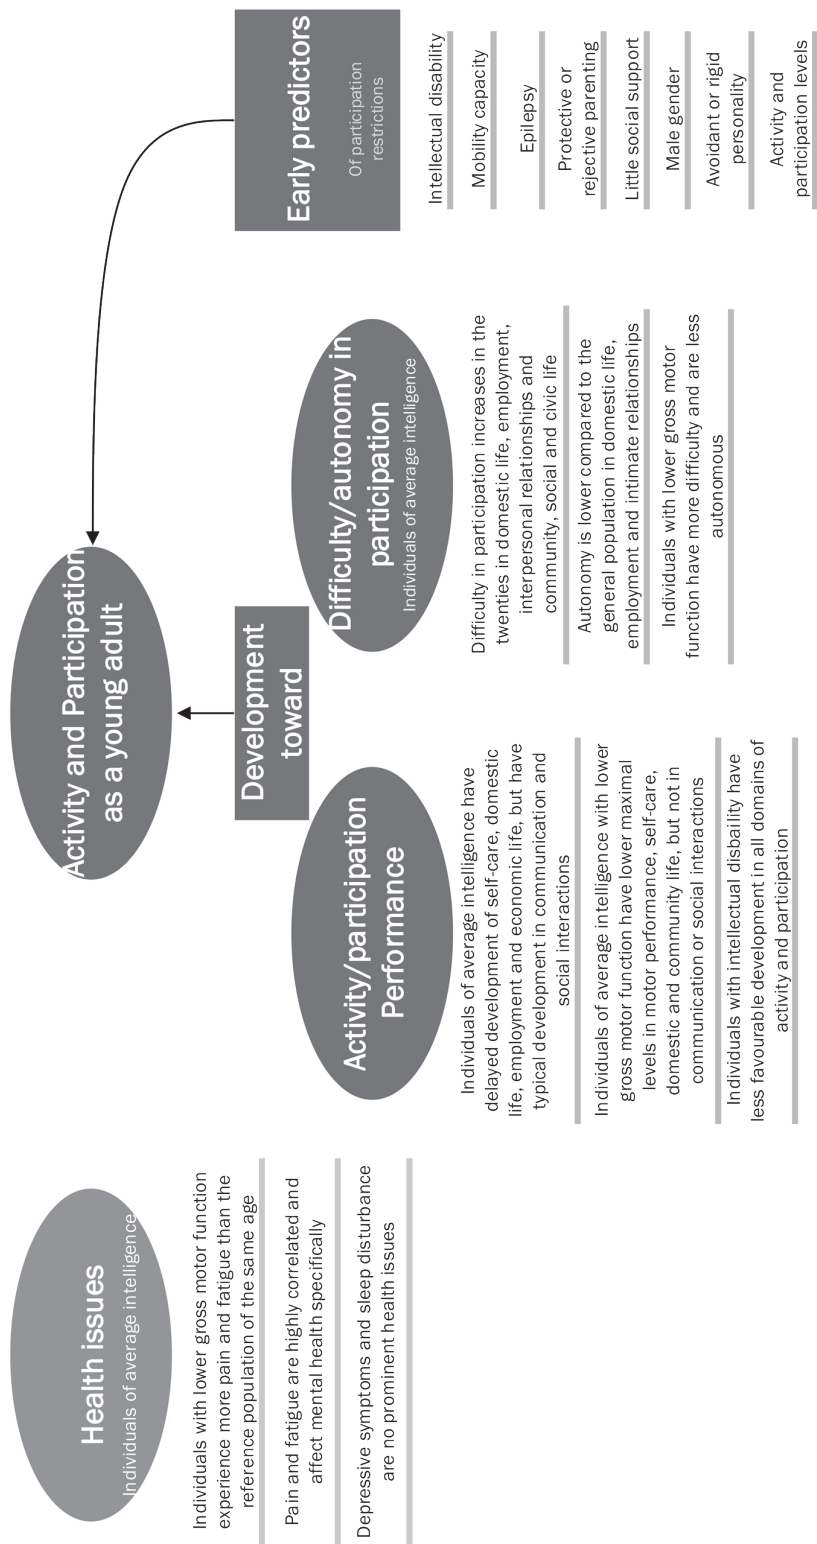 Health issues
Individuals of average intelligence
Individuals with lower gross motor function
experience more pain and fatigue than the
reference population of the same age
Pain and fatigue are highly correlated and
affect mental health specifically
Depressive symptoms and sleep disturbance
are no prominent health issues
Activity and Participation
as a young adult
Development
toward
Activity/participation
Performance
Individuals of average intelligence have
delayed development of self-care, domestic
life, employment and economic life, but have
typical development in communication and
social interactions
Individuals of average intelligence with lower
gross motor function have lower maximal
levels in motor performance, self-care,
domestic and community life, but not in
communication or social interactions
Individuals with intellectual disbaility have
less favourable development in all domains of
activity and participation
Difficulty/autonomy in
participation
Individuals of average intelligence
Difficulty in participation increases in the
twenties in domestic life, employment,
interpersonal relationships and
community, social and civic life
Autonomy is lower compared to the
general population in domestic life,
employment and intimate relationships
Individuals with lower gross motor
function have more difficulty and are less
autonomous
Early predictors
Of participation
restrictions
Intellectual disability
Mobility capacity
Epilepsy
Protective or
rejective parenting
Little social support
Male gender
Avoidant or rigid
personality
Activity and
participation levels